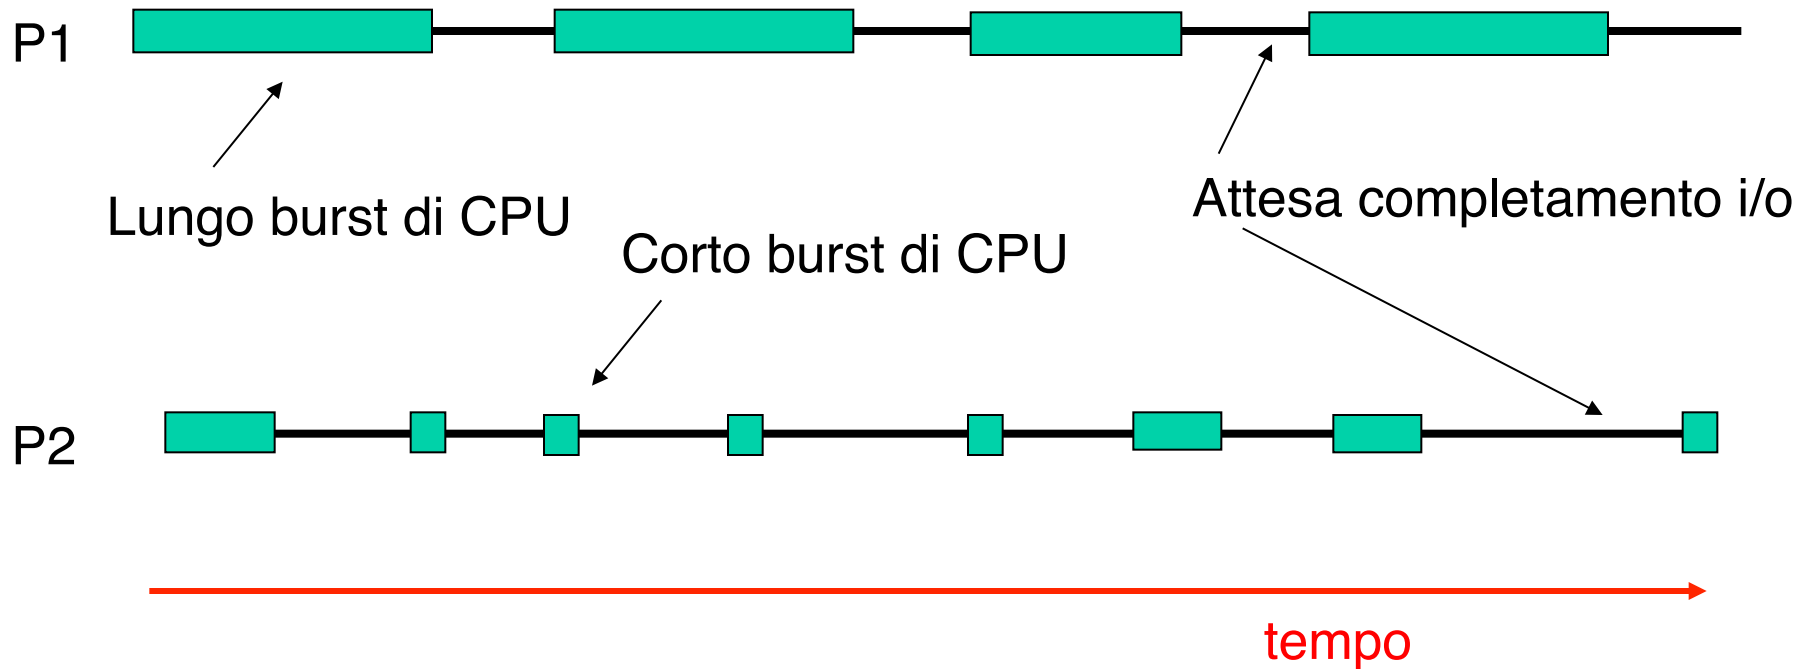 P1
Lungo burst di CPU
Attesa completamento i/o
Corto burst di CPU
P2
tempo